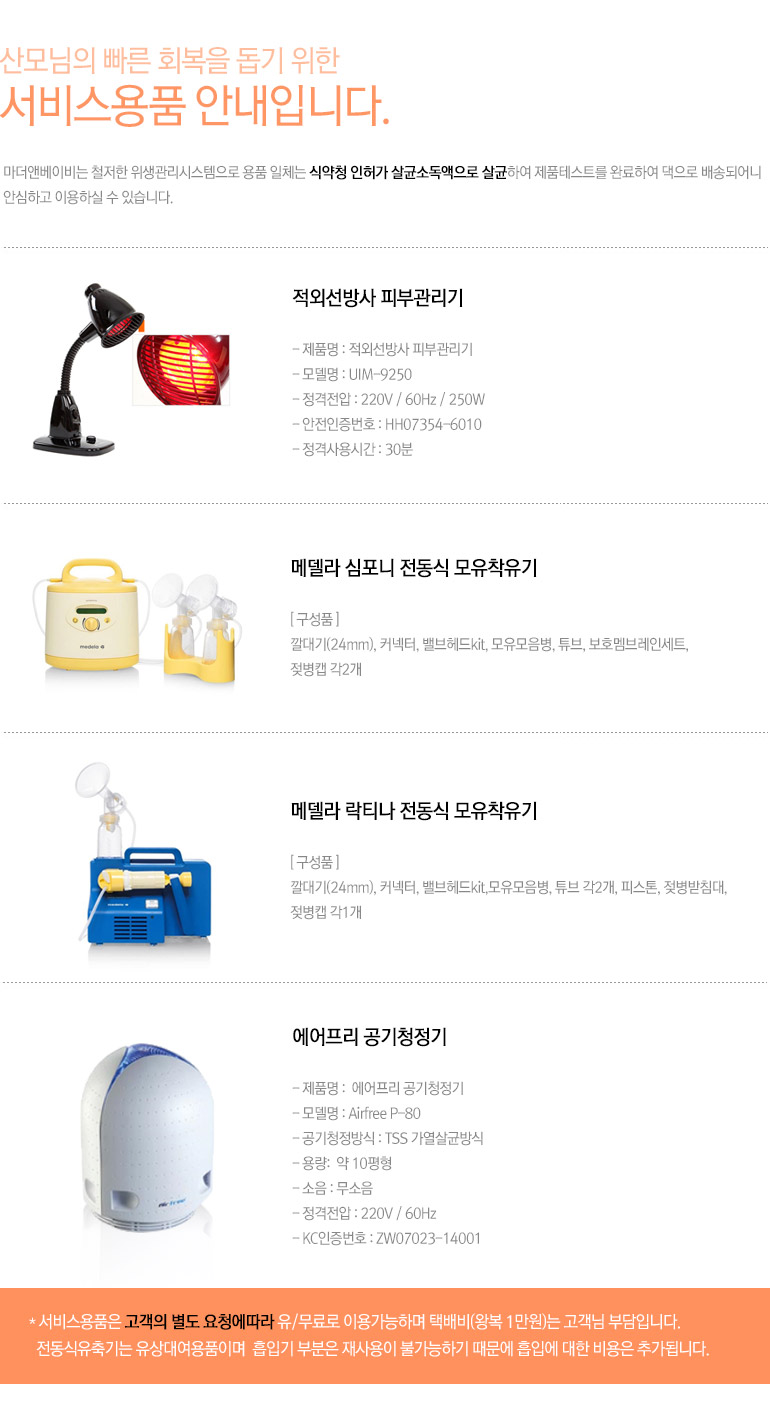 산모님의 빠른 회복을 돕기 위한
서비스용품 안내입니다.
마더앤베이비는 철저한 위생관리시스템으로 용품 일체는 식약청 인허가 살균소독액으로 살균하여 제품테스트를 완료하여 댁으로 배송되어니
안심하고 이용하실 수 있습니다.
적외선방사 피부관리기
- 제품명 : 적외선방사 피부관리기
- 모델명 : UIM-9250
- 정격전압 : 220V / 60Hz / 250W
- 안전인증번호 : HH07354-6010
- 정격사용시간 : 30분
메델라 심포니 전동식 모유착유기
[ 구성품 ]
깔대기(24mm), 커넥터, 밸브헤드kit, 모유모음병, 튜브, 보호멤브레인세트,
젖병캡 각2개
medela
메델라 락티나 전동식 모유착유기
[ 구성품 ]
깔대기(24mm), 커넥터, 밸브헤드kit,모유모음병, 튜브 각2개, 피스톤, 젖병받침대,
젖병캡 각1개
medela
에어프리 공기청정기
- 제품명 : 에어프리 공기청정기
- 모델명 : Airfree P-80
- 공기청정방식 : TSS 가열살균방식
- 용량: 약 10평형
- 소음 : 무소음
- 정격전압 : 220V / 60Hz
- KC인증번호 : ZW07023-14001
airfree
* 서비스용품은 고객의 별도 요청에따라 유/무료로 이용가능하며 택배비(왕복 1만원)는 고객님 부담입니다.
전동식유축기는 유상대여용품이며 흡입기 부분은 재사용이 불가능하기 때문에 흡입에 대한 비용은 추가됩니다.